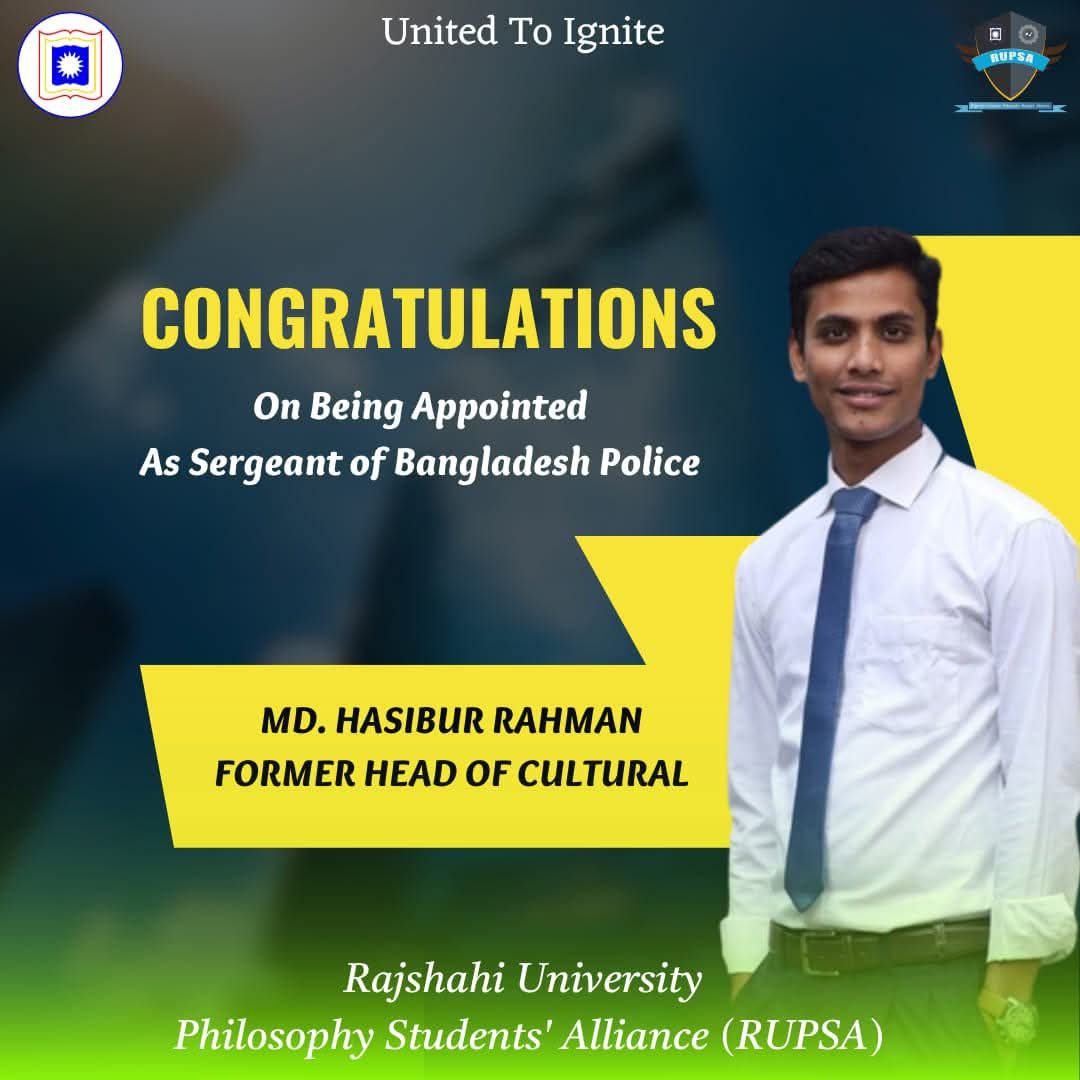 United To Ignite
RUPSA
CONGRATULATIONS
On Being Appointed
As Sergeant of Bangladesh Police
MD. HASIBUR RAHMAN
FORMER HEAD OF CULTURAL
Rajshahi University
Philosophy Students' Alliance (RUPSA)